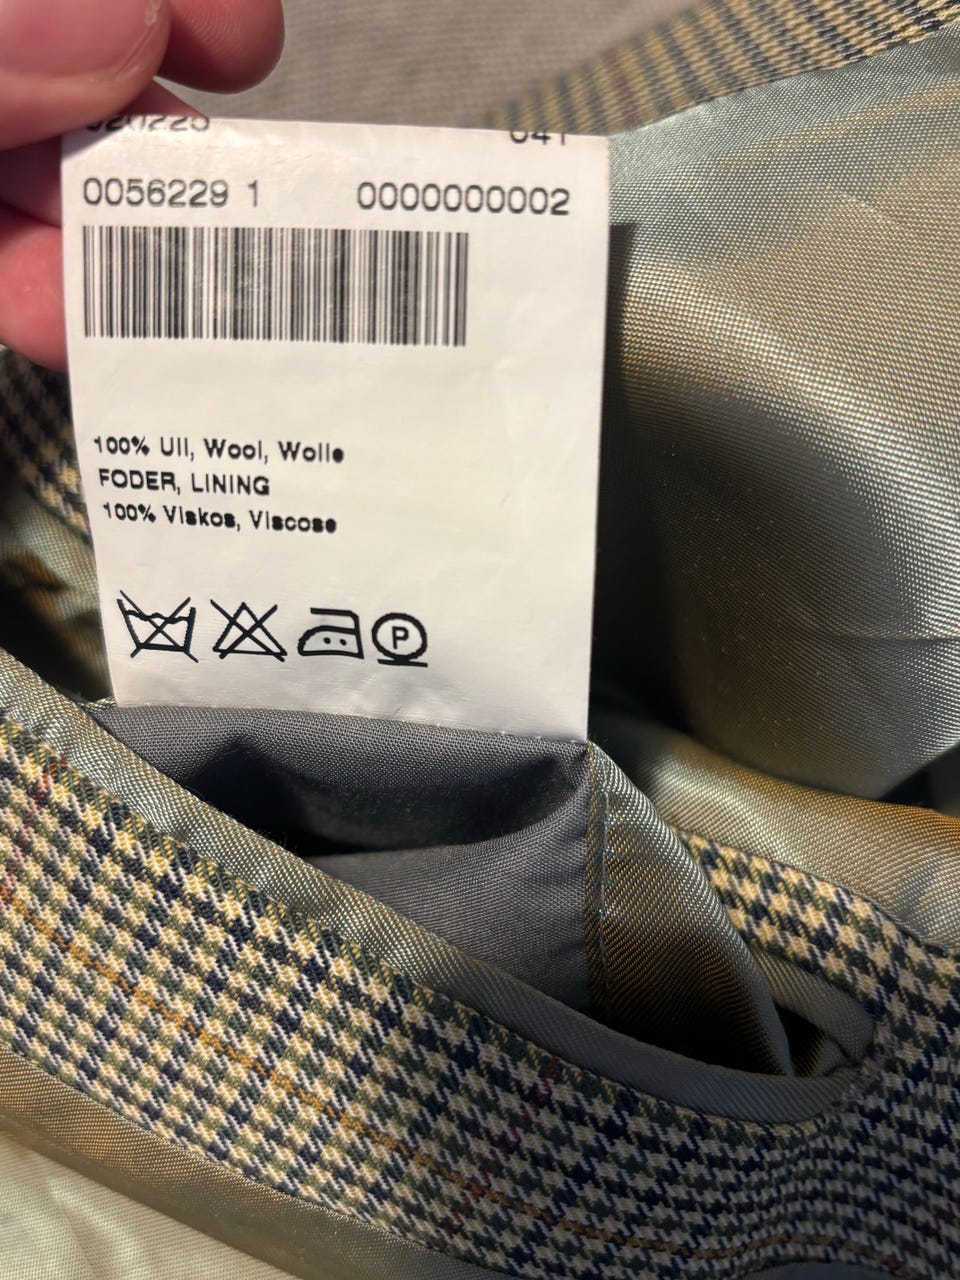 0056229 1 0000000002
100% Ull, Wool, Wolle
FODER, LINING
100% Viskos, Viscose
P